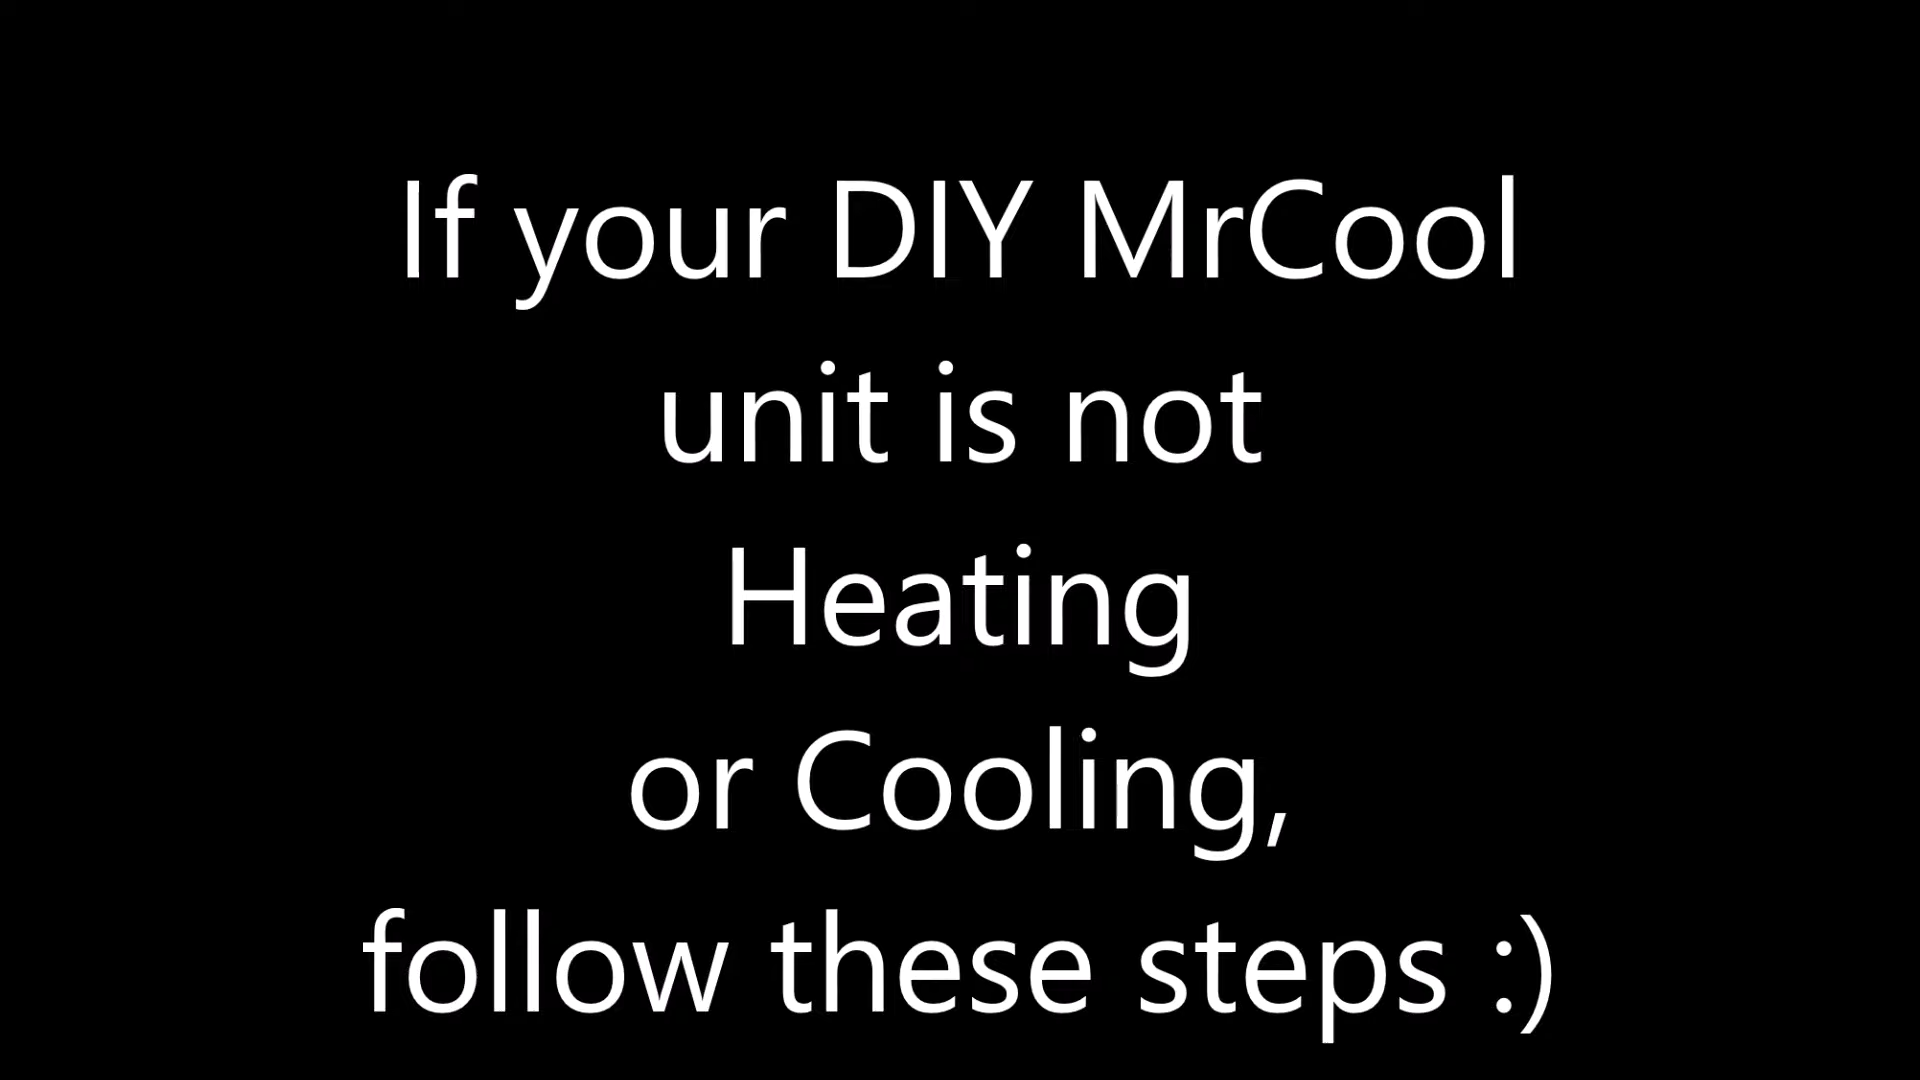 If your DIY MrCool
unit is not
Heating
or Cooling,
follow these steps :)